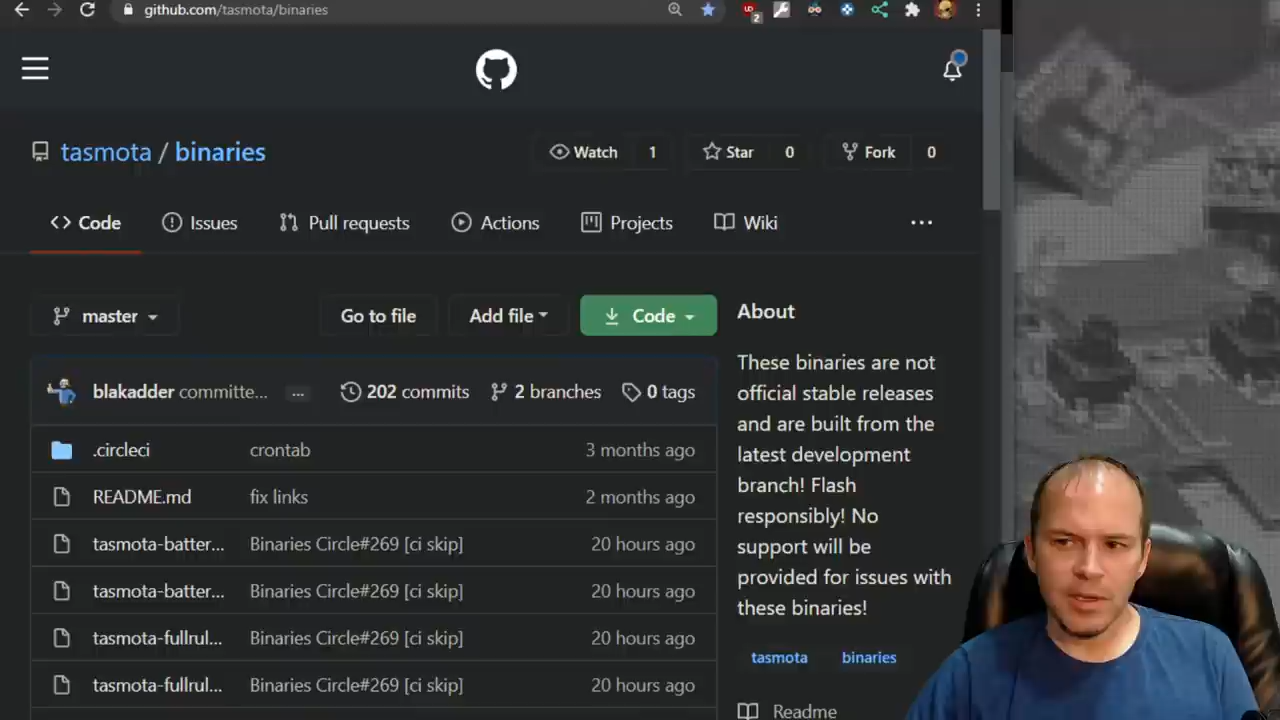 github.com/tasmota/binaries
2
tasmota / binaries
Watch 1
Star 0
Fork 0
Code
Issues
Pull requests
Actions
Projects
Wiki
master
Go to file
Add file
Code
blakadder committe...
202 commits
2 branches
0 tags
.circleci crontab 3 months ago
README.md fix links 2 months ago
tasmota-batter... Binaries Circle#269 [ci skip] 20 hours ago
tasmota-batter... Binaries Circle#269 [ci skip] 20 hours ago
tasmota-fullrul... Binaries Circle#269 [ci skip] 20 hours ago
tasmota-fullrul... Binaries Circle#269 [ci skip] 20 hours ago
About
These binaries are not
official stable releases
and are built from the
latest development
branch! Flash
responsibly! No
support will be
provided for issues with
these binaries!
tasmota binaries
Readme